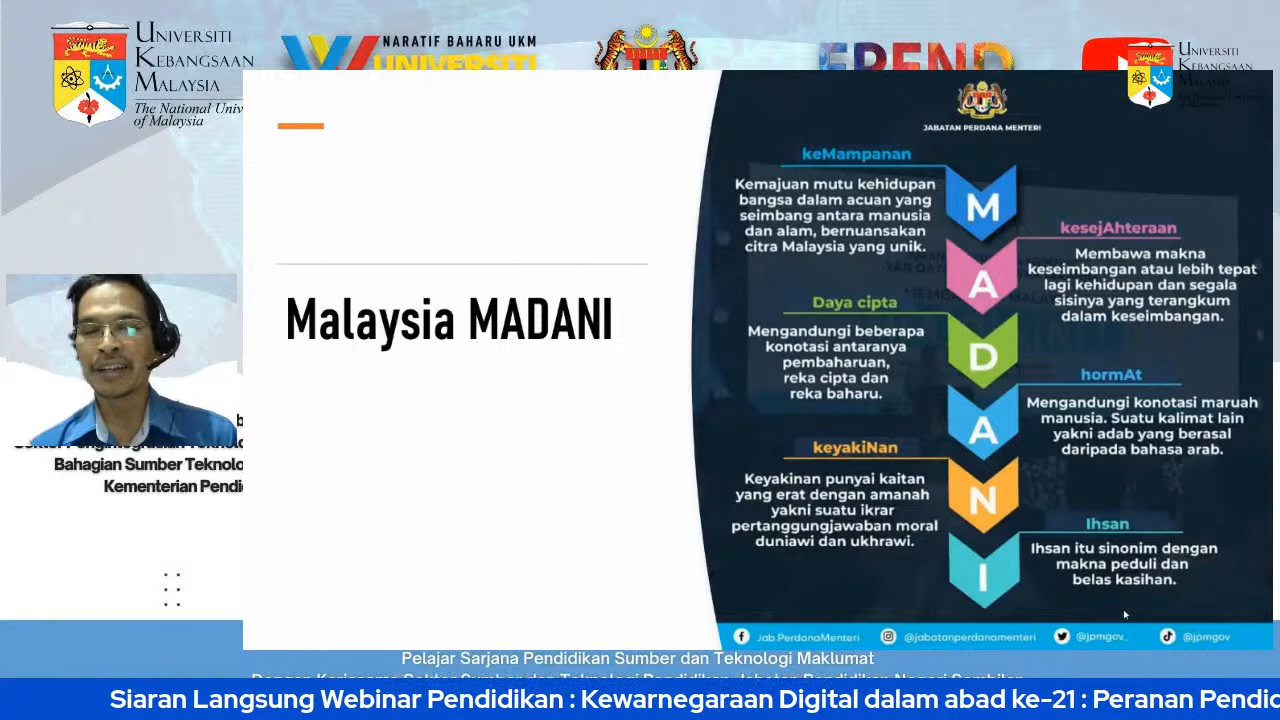 UNIVERSITI
KEBANGSAAN
MALAYSIA
The National
of Malaysia
NARATIF BAHARU UKM
UNIVERSITI
UNIVERSITI
KEBANGSAAN
MALAYSIA
JABATAN PERDANA MENTERI
keMampanan
Kemajuan mutu kehidupan
bangsa dalam acuan yang
seimbang antara manusia
dan alam, bernuansakan
citra Malaysia yang unik.
M
kesejAhteraan
Membawa makna
keseimbangan atau lebih tepat
lagi kehidupan dan segala
sisinya yang terangkum
dalam keseimbangan.
A
Malaysia MADANI
Daya cipta
Mengandungi beberapa
konotasi antaranya
pembaharuan,
reka cipta dan
reka baharu.
D
hormAt
Mengandungi konotasi maruah
manusia. Suatu kalimat lain
yakni adab yang berasal
daripada bahasa arab.
A
keyakiNan
Keyakinan punyai kaitan
yang erat dengan amanah
yakni suatu ikrar
pertanggungjawaban moral
duniawi dan ukhrawi.
N
Ihsan
Ihsan itu sinonim dengan
makna peduli dan
belas kasihan.
I
Bahagian Sumber
Kementerian
Jab.PerdanaMenteri
@jabatanperdanamenteri
@jpmgov_
@jpmgov
Pelajar Sarjana Pendidikan Sumber dan Teknologi Maklumat
Siaran Langsung Webinar Pendidikan : Kewarnegaraan Digital dalam abad ke-21 : Peranan